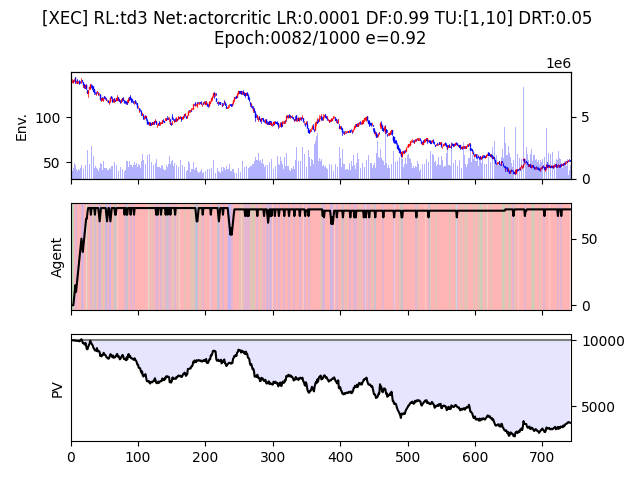 [XEC] RL:td3 Net:actorcritic LR:0.0001 DF:0.99 TU:[1,10] DRT:0.05
Epoch:0082/1000 e=0.92
1e6
Env.
100
50
5
0
Agent
50
0
PV
10000
5000
0 100 200 300 400 500 600 700